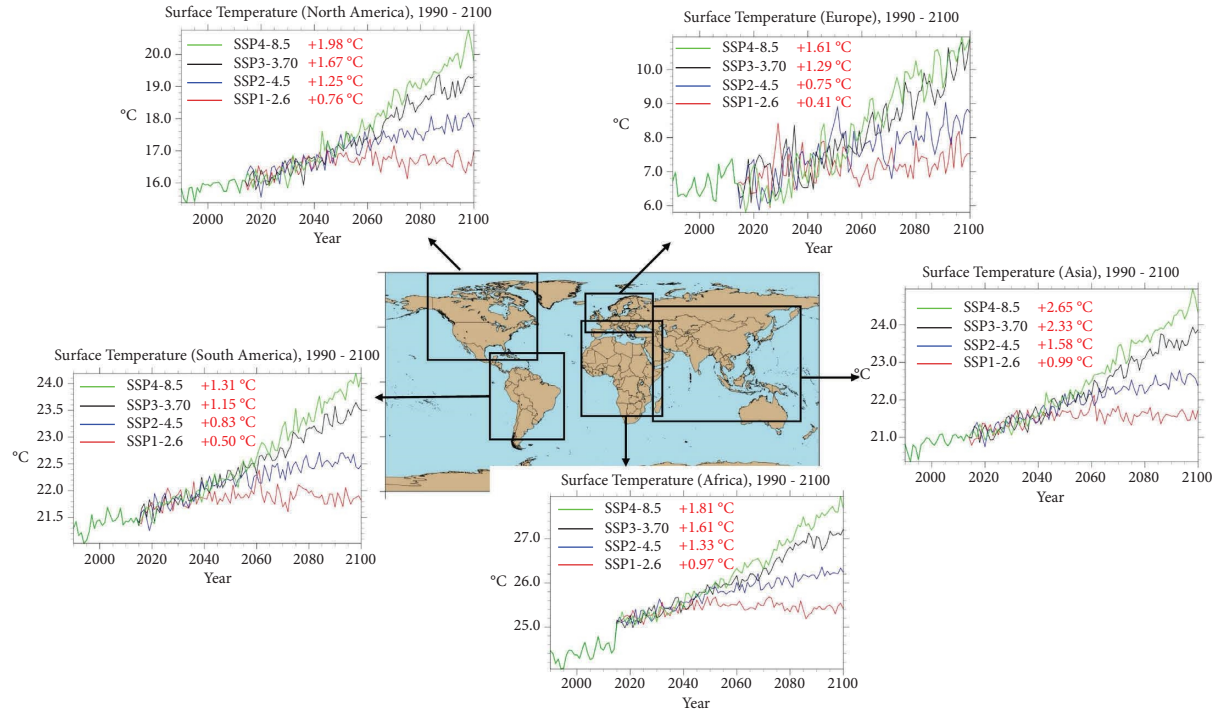 Surface Temperature (North America), 1990 - 2100
20.0
19.0
18.0
17.0
16.0
°C
SSP4-8.5 +1.98 °C
SSP3-3.70 +1.67 °C
SSP2-4.5 +1.25 °C
SSP1-2.6 +0.76 °C
2000 2020 2040 2060 2080 2100
Year
Surface Temperature (Europe), 1990 - 2100
10.0
9.0
8.0
7.0
6.0
°C
SSP4-8.5 +1.61 °C
SSP3-3.70 +1.29 °C
SSP2-4.5 +0.75 °C
SSP1-2.6 +0.41 °C
2000 2020 2040 2060 2080 2100
Year
Surface Temperature (South America), 1990 - 2100
24.0
23.5
23.0
22.5
22.0
21.5
°C
SSP4-8.5 +1.31 °C
SSP3-3.70 +1.15 °C
SSP2-4.5 +0.83 °C
SSP1-2.6 +0.50 °C
2000 2020 2040 2060 2080 2100
Year
Surface Temperature (Asia), 1990 - 2100
24.0
23.0
22.0
21.0
°C
SSP4-8.5 +2.65 °C
SSP3-3.70 +2.33 °C
SSP2-4.5 +1.58 °C
SSP1-2.6 +0.99 °C
2000 2020 2040 2060 2080 2100
Year
Surface Temperature (Africa), 1990 - 2100
27.0
26.0
25.0
°C
SSP4-8.5 +1.81 °C
SSP3-3.70 +1.61 °C
SSP2-4.5 +1.33 °C
SSP1-2.6 +0.97 °C
2000 2020 2040 2060 2080 2100
Year